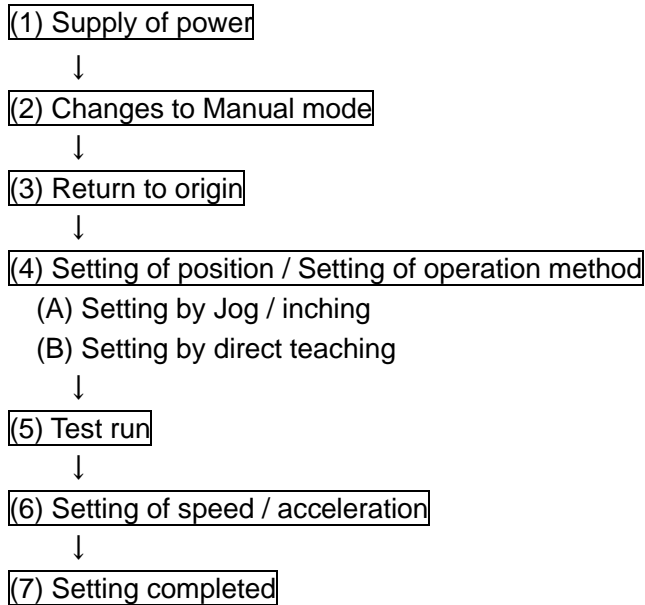 (1) Supply of power
↓
(2) Changes to Manual mode
↓
(3) Return to origin
↓
(4) Setting of position / Setting of operation method
(A) Setting by Jog / inching
(B) Setting by direct teaching
↓
(5) Test run
↓
(6) Setting of speed / acceleration
↓
(7) Setting completed